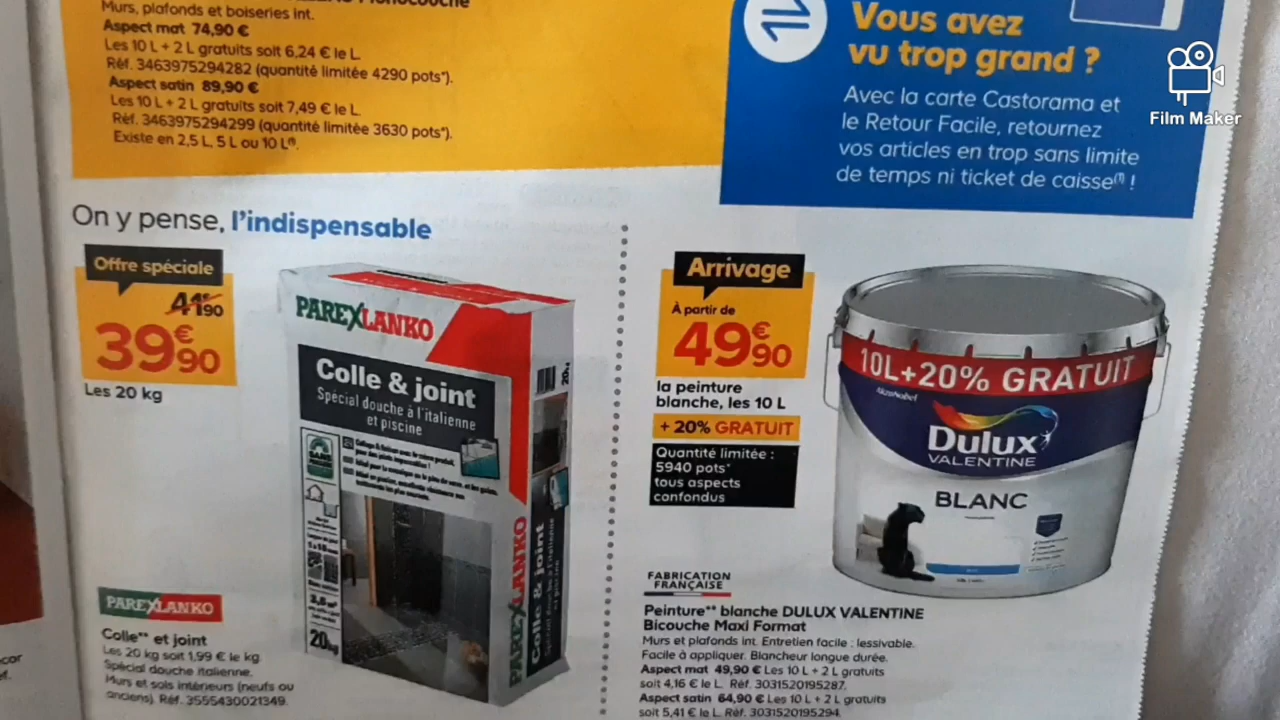 Murs, plafonds et boiseries int.
Aspect mat 74,90 €
Les 10 L + 2 L gratuits soit 6,24 € le L.
Réf. 3463975294282 (quantité limitée 4290 pots*).
Aspect satin 89,90 €
Les 10 L + 2 L gratuits soit 7,49 € le L.
Réf. 3463975294299 (quantité limitée 3630 pots*).
Existe en 2,5 L, 5 L ou 10 L
Vous avez
vu trop grand ?
Avec la carte Castorama et
le Retour Facile, retournez
vos articles en trop sans limite
de temps ni ticket de caisse(1) !
Film Maker
On y pense, l'indispensable
Offre spéciale
41€90
39€90
Les 20 kg
PAREXLANKO
Colle & joint
Spécial douche à l'italienne
et piscine
20kg
PAREXLANKO
Colle & joint
Spécial douche à l'italienne
et piscine
PAREXLANKO
Colle** et joint
Les 20 kg soit 1,99 € le kg.
Spécial douche italienne.
Murs et sols intérieurs (neufs ou
anciens). Réf. 3555430021349.
Arrivage
À partir de
49€90
la peinture
blanche, les 10 L
+ 20% GRATUIT
Quantité limitée :
5940 pots*
tous aspects
confondus
10L+20% GRATUIT
AkzoNobel
Dulux
VALENTINE
BLANC
FABRICATION
FRANÇAISE
Peinture** blanche DULUX VALENTINE
Bicouche Maxi Format
Murs et plafonds int. Entretien facile : lessivable.
Facile à appliquer. Blancheur longue durée.
Aspect mat 49,90 € Les 10 L + 2 L gratuits
soit 4,16 € le L. Réf. 3031520195287.
Aspect satin 64,90 € Les 10 L + 2 L gratuits
soit 5,41 € le L. Réf. 3031520195294.